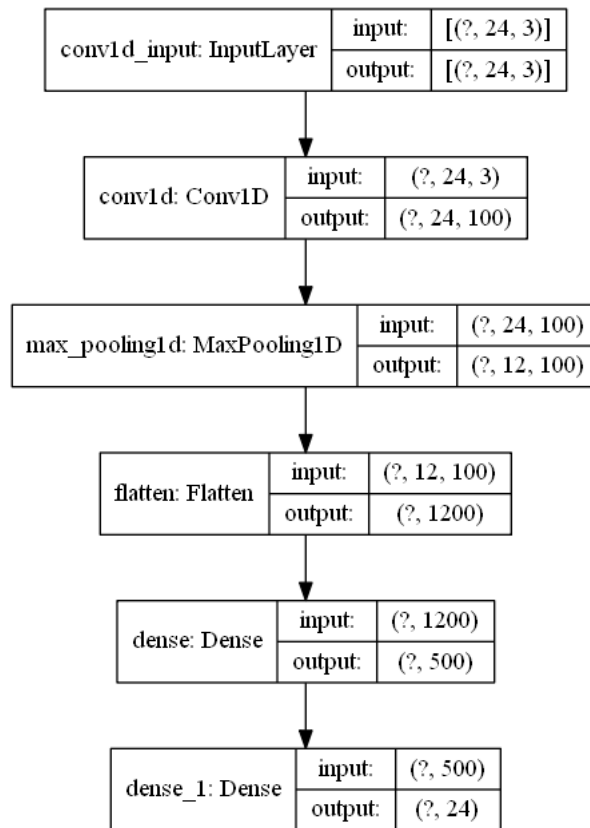 conv1d_input: InputLayer
input: [(?, 24, 3)]
output: [(?, 24, 3)]
conv1d: Conv1D
input: (?, 24, 3)
output: (?, 24, 100)
max_pooling1d: MaxPooling1D
input: (?, 24, 100)
output: (?, 12, 100)
flatten: Flatten
input: (?, 12, 100)
output: (?, 1200)
dense: Dense
input: (?, 1200)
output: (?, 500)
dense_1: Dense
input: (?, 500)
output: (?, 24)